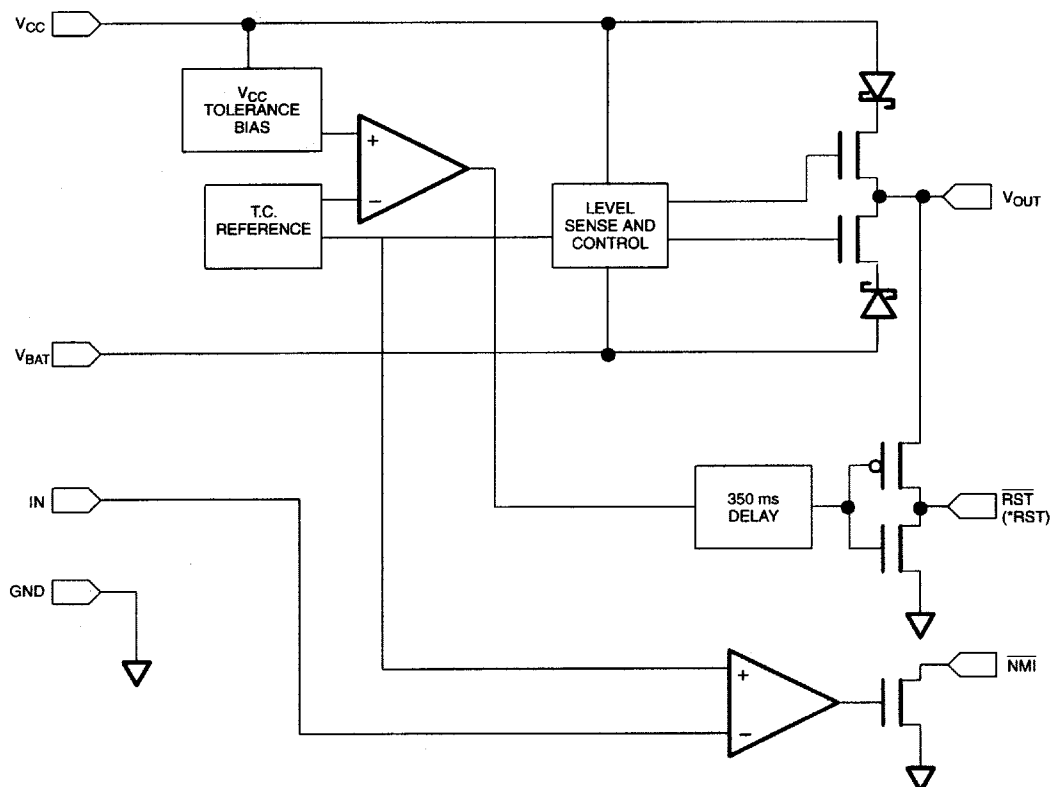 VCC
VCC
TOLERANCE
BIAS
+
−
T.C.
REFERENCE
LEVEL
SENSE AND
CONTROL
VOUT
VBAT
IN
350 ms
DELAY
RST
(*RST)
GND
+
−
NMI